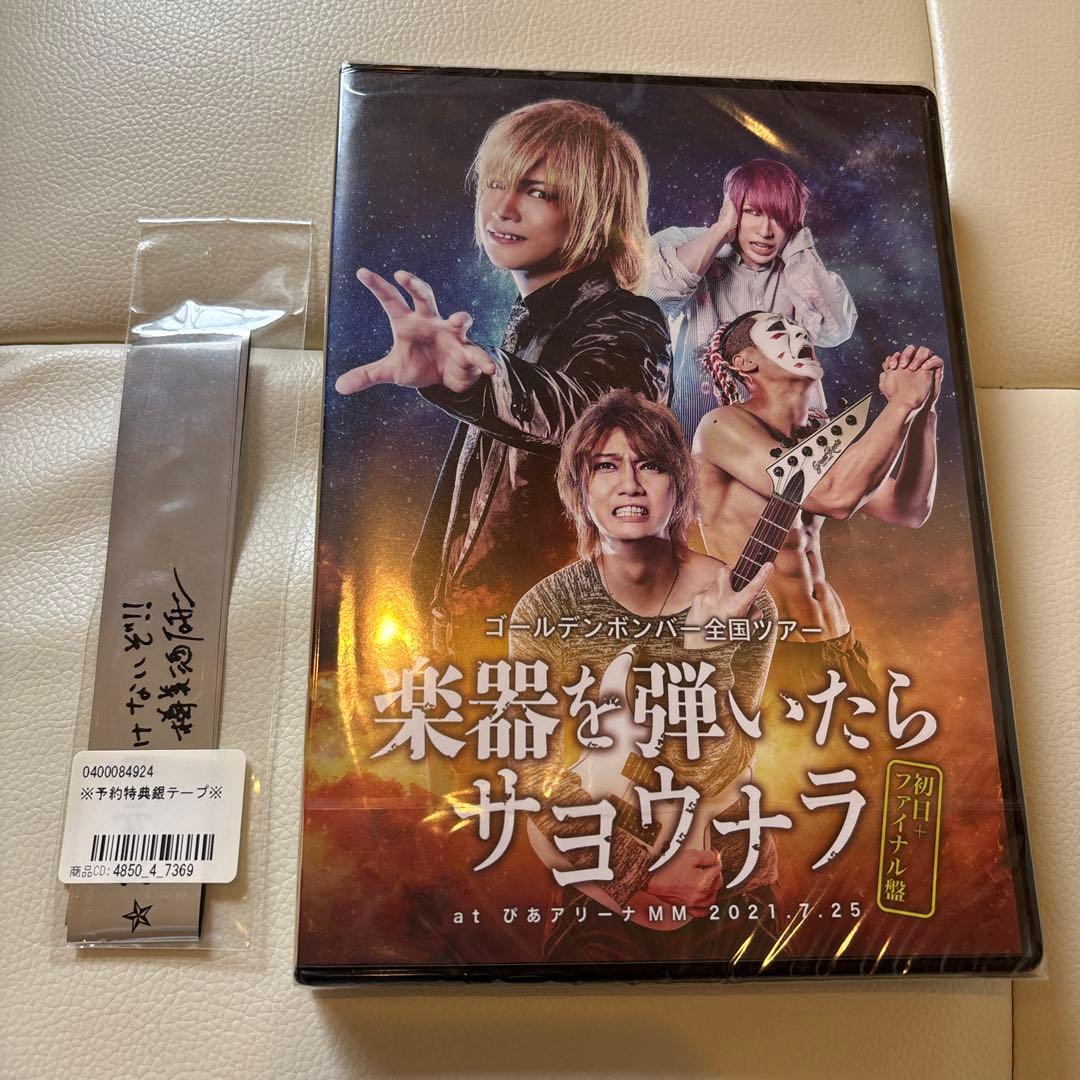 ゴールデンボンバー全国ツアー
楽器を弾いたら
サヨウナラ
初日+
ファイナル盤
at ぴあアリーナMM 2021.7.25
0400084924
※予約特典銀テープ※
商品CD:4850_4_7369